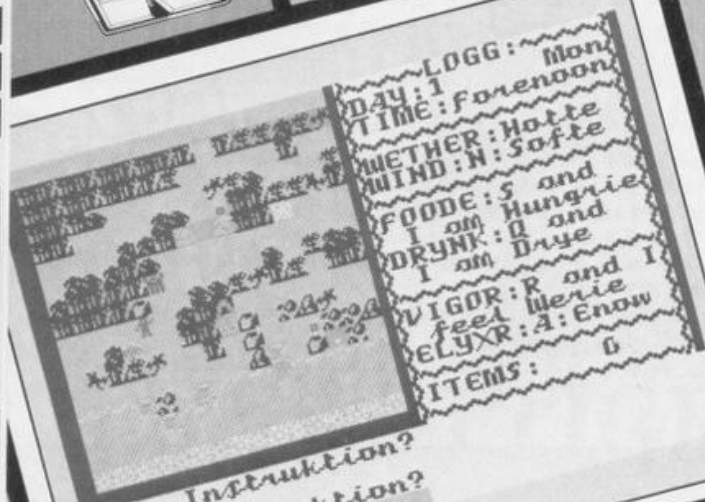 LOGG:
DAY:1 Mon
TIME:Forenoon
WETHER:Hotte
WIND:N:Softe
FOODE:S and
I am Hungrie
DRYNK:Q and
I am Drye
VIGOR:R and I
feel Werie
ELYXR:A:Enow
ITEMS: 0
Instruktion?